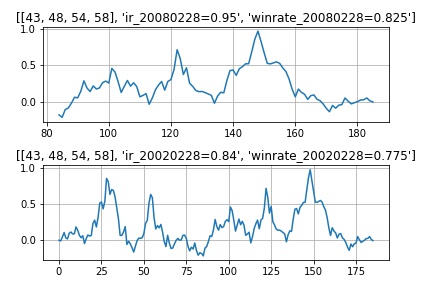 [[43, 48, 54, 58], 'ir_20080228=0.95', 'winrate_20080228=0.825']
1.0
0.5
0.0
80 100 120 140 160 180
[[43, 48, 54, 58], 'ir_20020228=0.84', 'winrate_20020228=0.775']
1.0
0.5
0.0
0 25 50 75 100 125 150 175